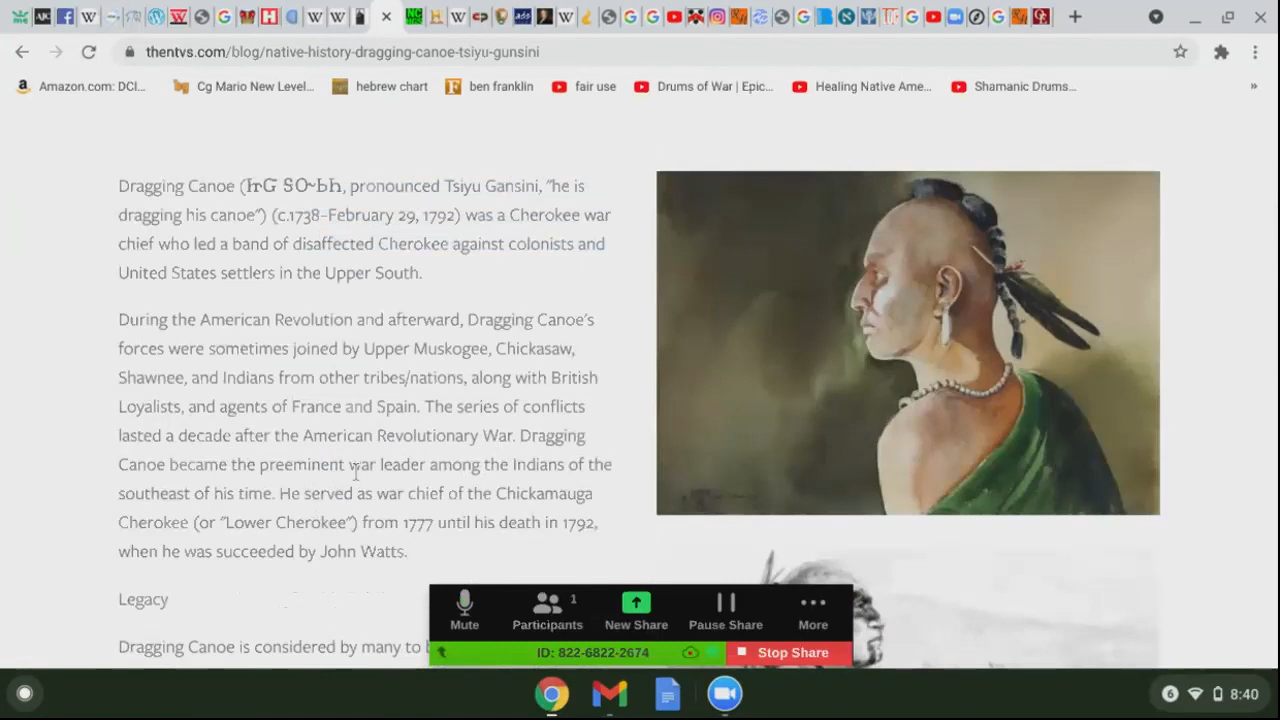 thentvs.com/blog/native-history-dragging-canoe-tsiyu-gunsini
Amazon.com: DCI...
Cg Mario New Level...
hebrew chart
ben franklin
fair use
Drums of War | Epic...
Healing Native Ame...
Shamanic Drums...
»
pronounced Tsiyu Gansini, "he is
Dragging Canoe (
dragging his canoe") (c.1738–February 29, 1792) was a Cherokee war
chief who led a band of disaffected Cherokee against colonists and
United States settlers in the Upper South.
During the American Revolution and afterward, Dragging Canoe's
forces were sometimes joined by Upper Muskogee, Chickasaw,
Shawnee, and Indians from other tribes/nations, along with British
Loyalists, and agents of France and Spain. The series of conflicts
lasted a decade after the American Revolutionary War. Dragging
Canoe became the preeminent war leader among the Indians of the
southeast of his time. He served as war chief of the Chickamauga
Cherokee (or "Lower Cherokee") from 1777 until his death in 1792,
when he was succeeded by John Watts.
Legacy
Dragging Canoe is considered by many to
Mute
Participants
1
New Share
Pause Share
More
ID: 822-6822-2674
Stop Share
6
8:40